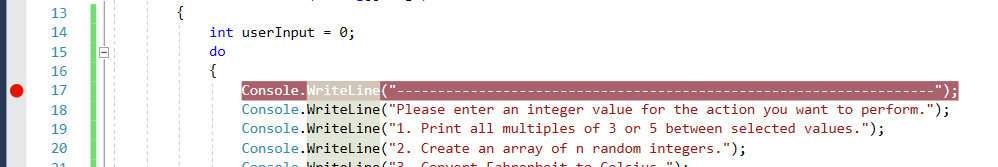 13 {
14 int userInput = 0;
15 do
16 {
17 Console.WriteLine("------------------------------------------------------------------");
18 Console.WriteLine("Please enter an integer value for the action you want to perform.");
19 Console.WriteLine("1. Print all multiples of 3 or 5 between selected values.");
20 Console.WriteLine("2. Create an array of n random integers.");
21 Console.WriteLine("3. Convert Fahrenheit to Celsius.");